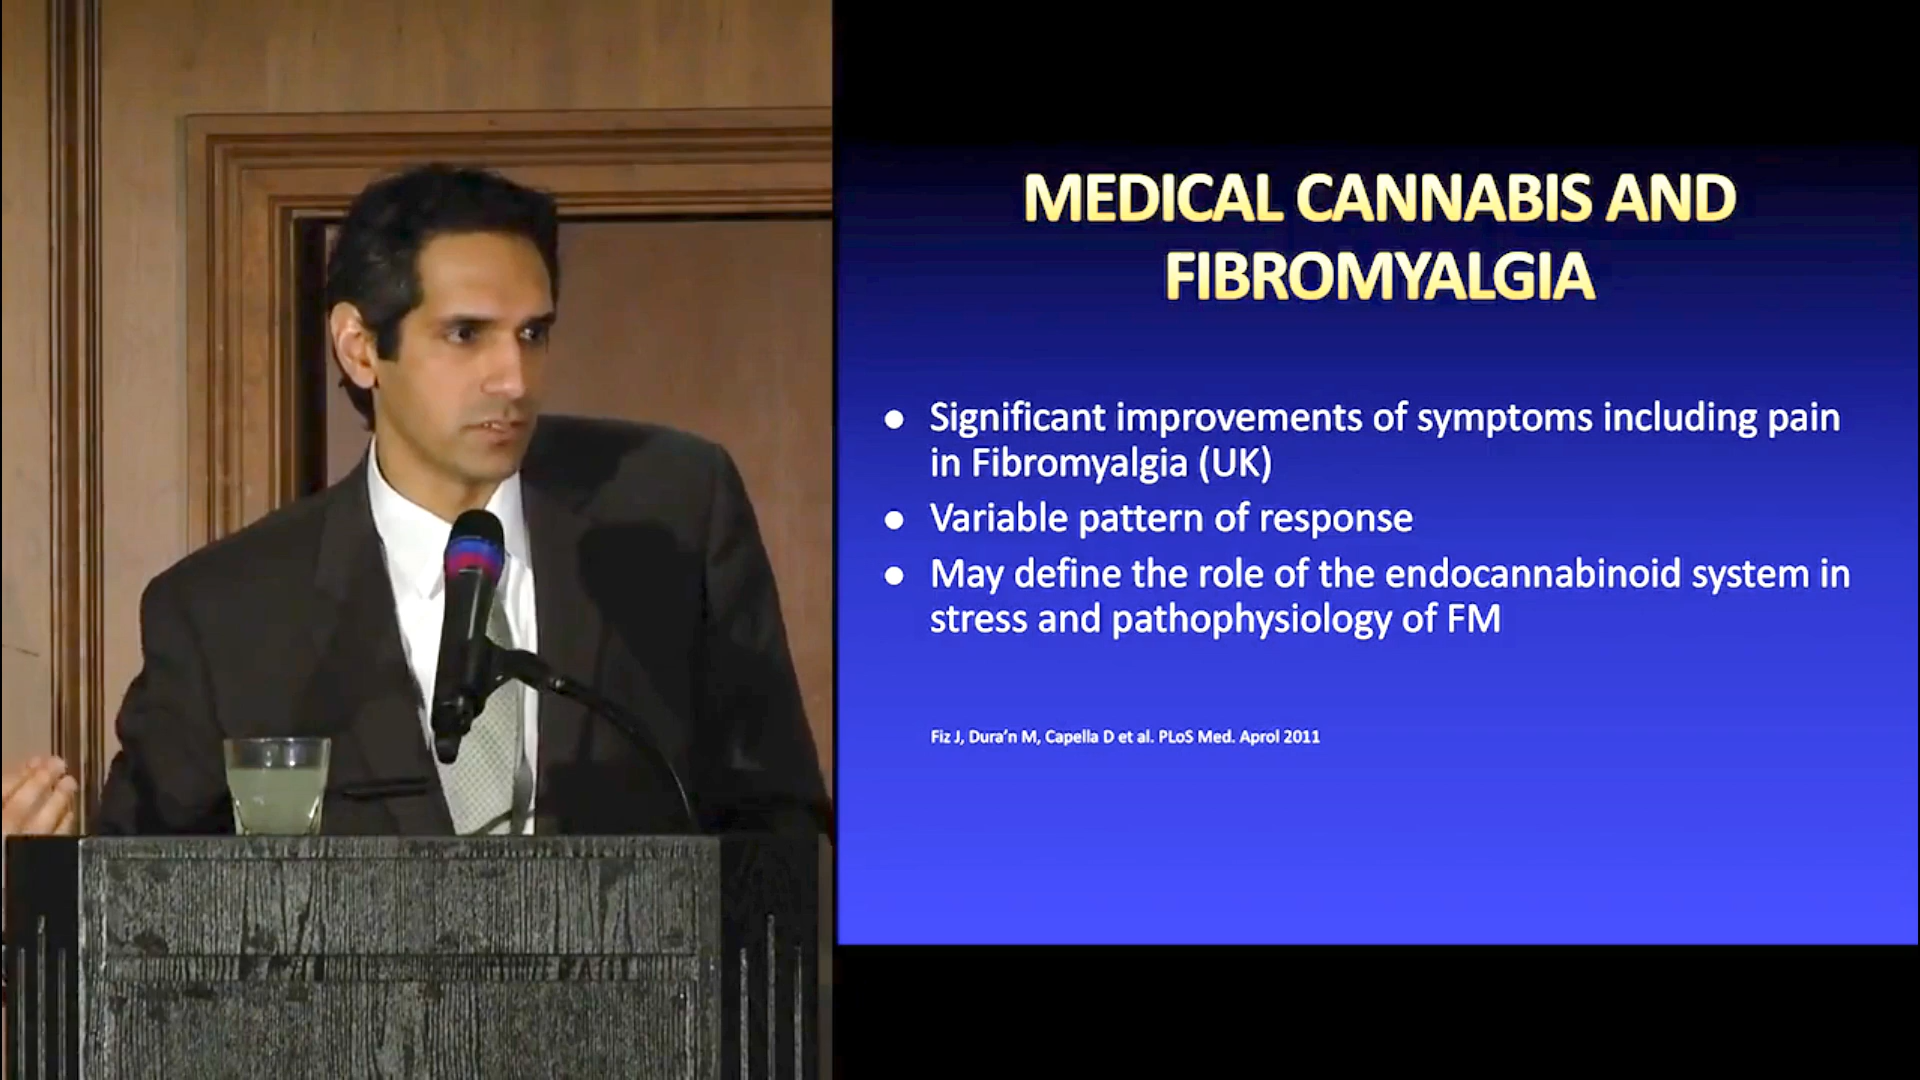 MEDICAL CANNABIS AND
FIBROMYALGIA
● Significant improvements of symptoms including pain
in Fibromyalgia (UK)
● Variable pattern of response
● May define the role of the endocannabinoid system in
stress and pathophysiology of FM
Fiz J, Dura'n M, Capella D et al. PLoS Med. Aprol 2011